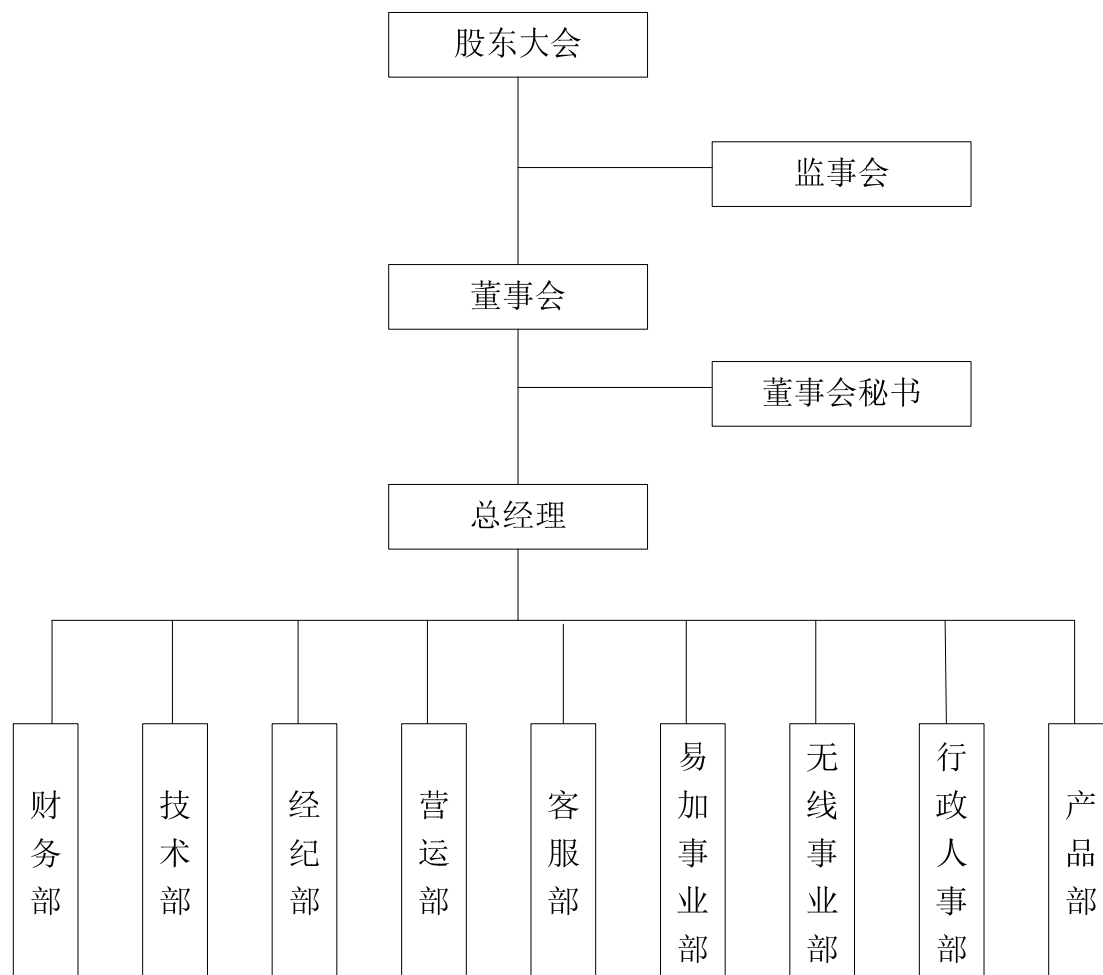 股东大会
监事会
董事会
董事会秘书
总经理
财务部
技术部
经纪部
营运部
客服部
易加事业部
无线事业部
行政人事部
产品部